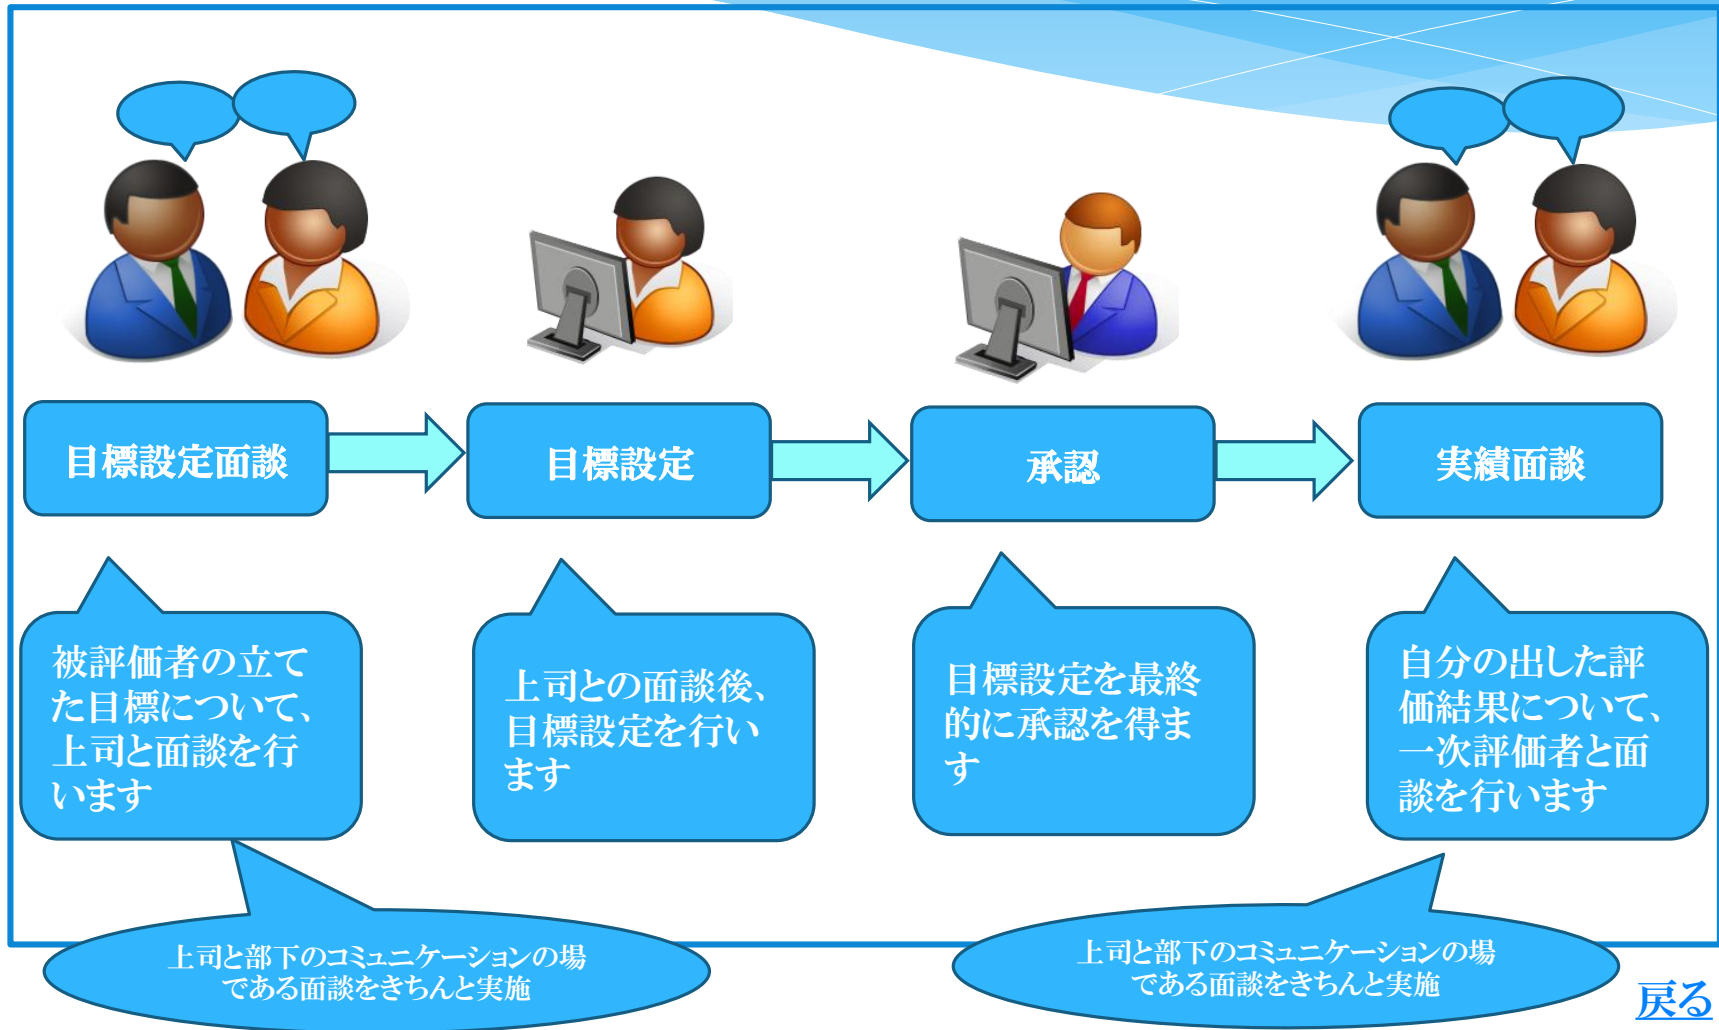 目標設定面談
目標設定
承認
実績面談
被評価者の立て
た目標について、
上司と面談を行
います
上司との面談後、
目標設定を行い
ます
目標設定を最終
的に承認を得ま
す
自分の出した評
価結果について、
一次評価者と面
談を行います
上司と部下のコミュニケーションの場
である面談をきちんと実施
上司と部下のコミュニケーションの場
である面談をきちんと実施
戻る